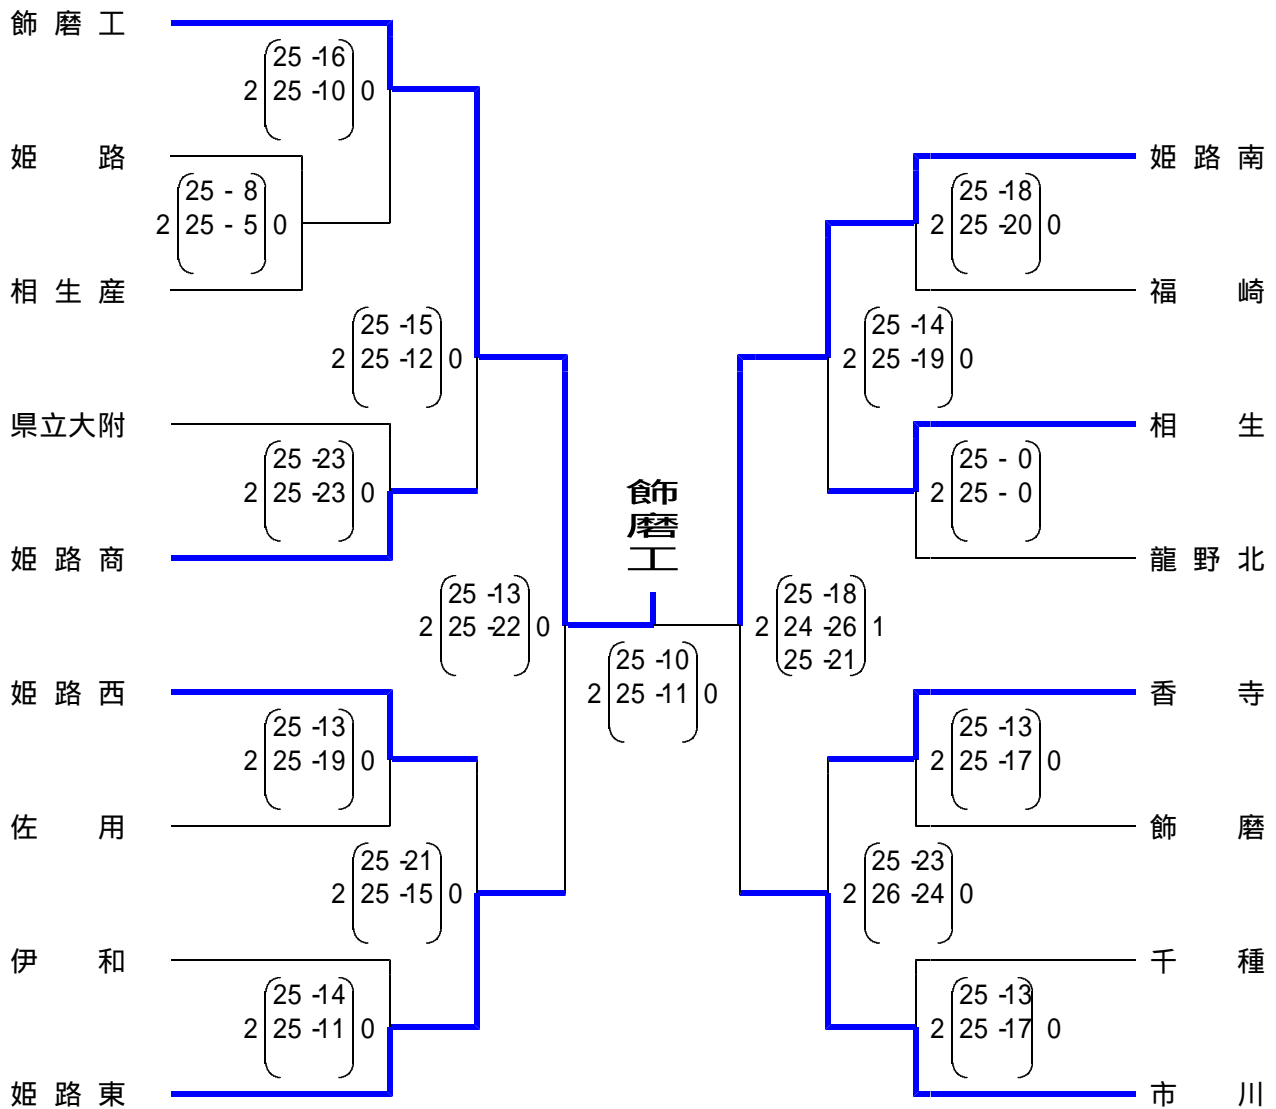 飾磨工
25 -16
2 25 -10 0
姫路
姫路南
25 - 8
2 25 - 5 0
25 -18
2 25 -20 0
相生産
福崎
25 -15
2 25 -12 0
25 -14
2 25 -19 0
県立大附
相生
25 -23
2 25 -23 0
25 - 0
2 25 - 0 0
飾磨工
姫路商
龍野北
25 -13
2 25 -22 0
25 -18
2 24 -26 1
25 -21
25 -10
2 25 -11 0
姫路西
香寺
25 -13
2 25 -19 0
25 -13
2 25 -17 0
佐用
飾磨
25 -21
2 25 -15 0
25 -23
2 26 -24 0
伊和
千種
25 -14
2 25 -11 0
25 -13
2 25 -17 0
姫路東
市川